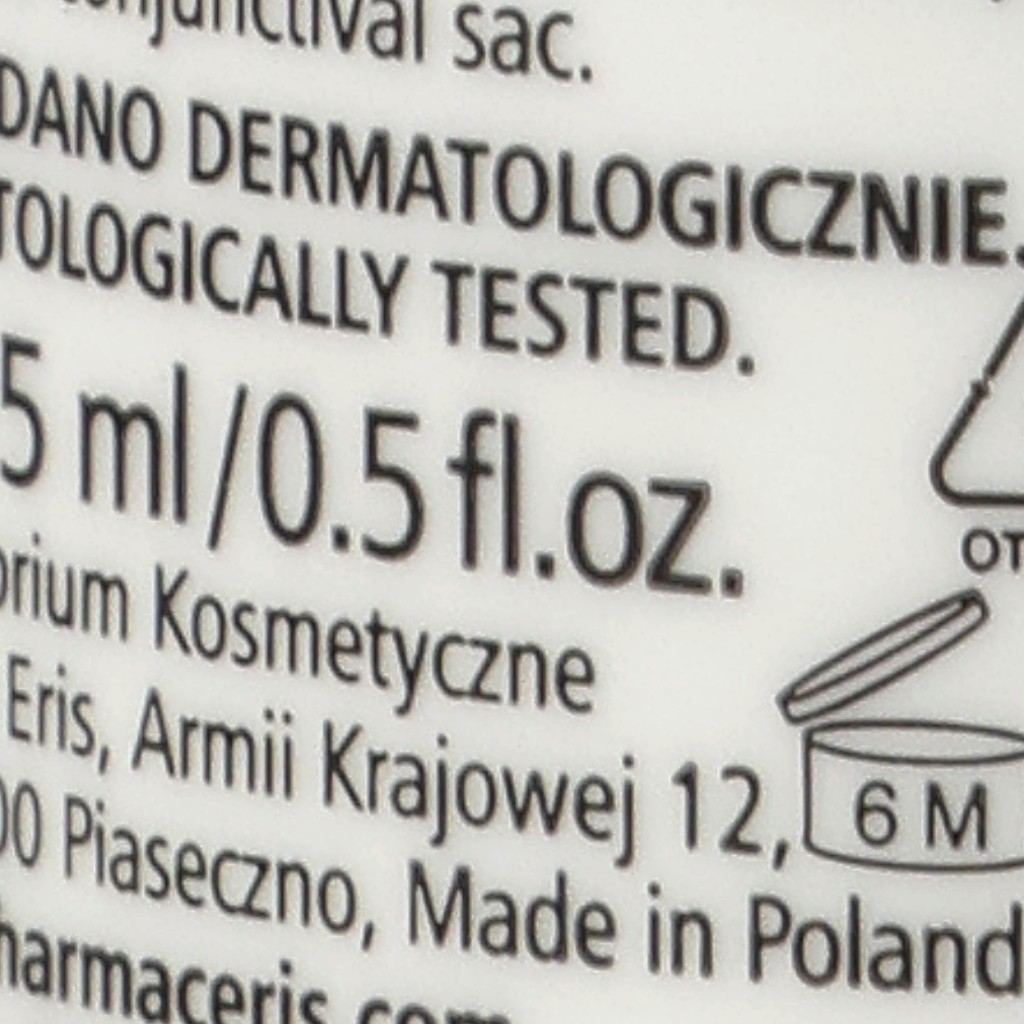 conjunctival sac.
DANO DERMATOLOGICZNIE.
TOLOGICALLY TESTED.
5 ml/0.5 fl.oz.
OT
orium Kosmetyczne
Eris, Armii Krajowej 12,
6 M
00 Piaseczno, Made in Poland
harmaceris.com